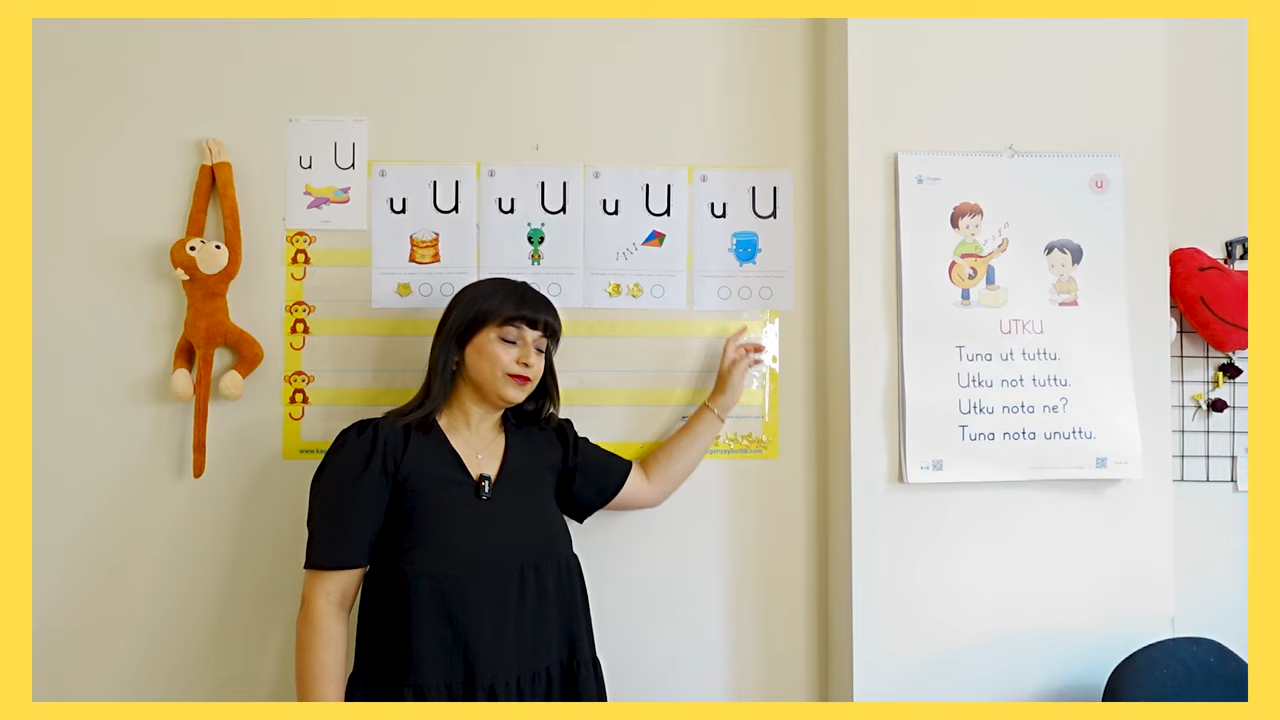 u U
u U
u U
u U
u U
u
UTKU
Tuna ut tuttu.
Utku not tuttu.
Utku nota ne?
Tuna nota unuttu.